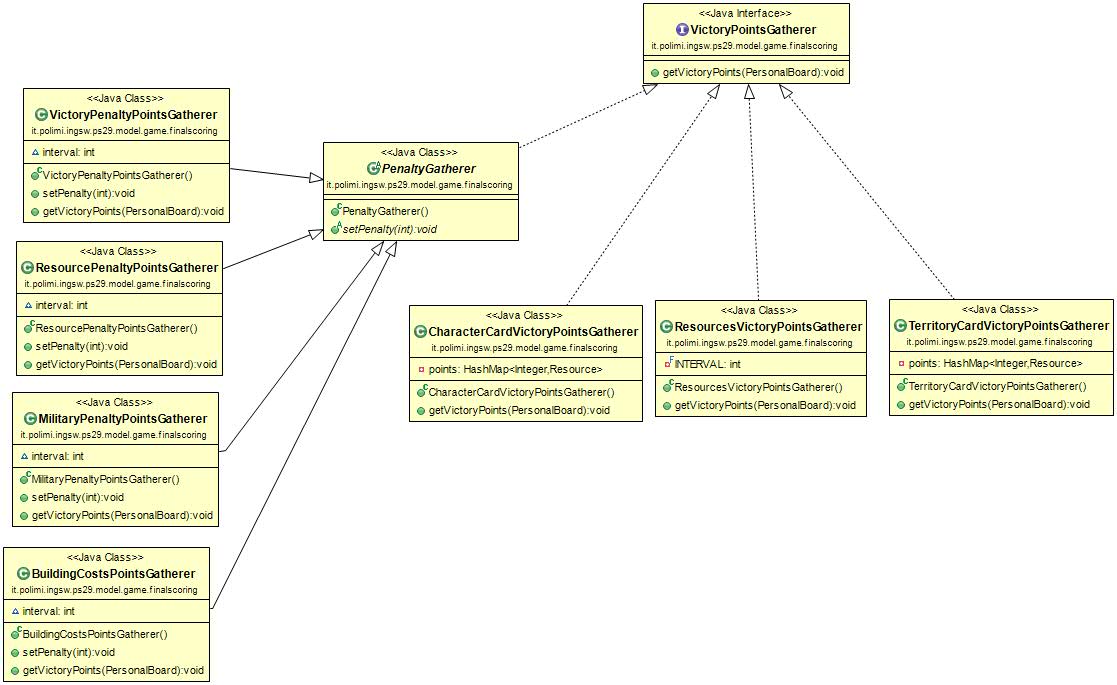 <<Java Interface>>
VictoryPointsGatherer
it.polimi.ingsw.ps29.model.game.finalscoring
getVictoryPoints(PersonalBoard):void
<<Java Class>>
VictoryPenaltyPointsGatherer
it.polimi.ingsw.ps29.model.game.finalscoring
interval: int
VictoryPenaltyPointsGatherer()
setPenalty(int):void
getVictoryPoints(PersonalBoard):void
<<Java Class>>
PenaltyGatherer
it.polimi.ingsw.ps29.model.game.finalscoring
PenaltyGatherer()
setPenalty(int):void
<<Java Class>>
ResourcePenaltyPointsGatherer
it.polimi.ingsw.ps29.model.game.finalscoring
interval: int
ResourcePenaltyPointsGatherer()
setPenalty(int):void
getVictoryPoints(PersonalBoard):void
<<Java Class>>
CharacterCardVictoryPointsGatherer
it.polimi.ingsw.ps29.model.game.finalscoring
points: HashMap<Integer,Resource>
CharacterCardVictoryPointsGatherer()
getVictoryPoints(PersonalBoard):void
<<Java Class>>
ResourcesVictoryPointsGatherer
it.polimi.ingsw.ps29.model.game.finalscoring
INTERVAL: int
ResourcesVictoryPointsGatherer()
getVictoryPoints(PersonalBoard):void
<<Java Class>>
TerritoryCardVictoryPointsGatherer
it.polimi.ingsw.ps29.model.game.finalscoring
points: HashMap<Integer,Resource>
TerritoryCardVictoryPointsGatherer()
getVictoryPoints(PersonalBoard):void
<<Java Class>>
MilitaryPenaltyPointsGatherer
it.polimi.ingsw.ps29.model.game.finalscoring
interval: int
MilitaryPenaltyPointsGatherer()
setPenalty(int):void
getVictoryPoints(PersonalBoard):void
<<Java Class>>
BuildingCostsPointsGatherer
it.polimi.ingsw.ps29.model.game.finalscoring
interval: int
BuildingCostsPointsGatherer()
setPenalty(int):void
getVictoryPoints(PersonalBoard):void